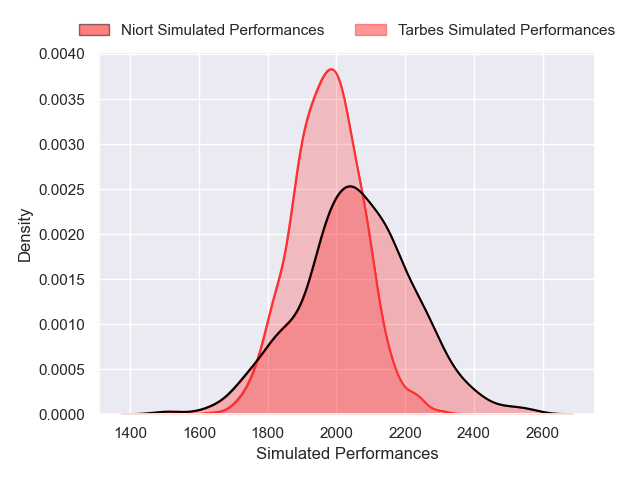 Niort Simulated Performances Tarbes Simulated Performances
0.0040
0.0035
0.0030
0.0025
0.0020
0.0015
0.0010
0.0005
0.0000
Density
1400 1600 1800 2000 2200 2400 2600
Simulated Performances